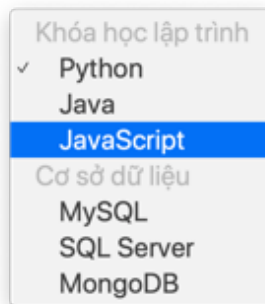 Khóa học lập trình
Python
Java
JavaScript
Cơ sở dữ liệu
MySQL
SQL Server
MongoDB